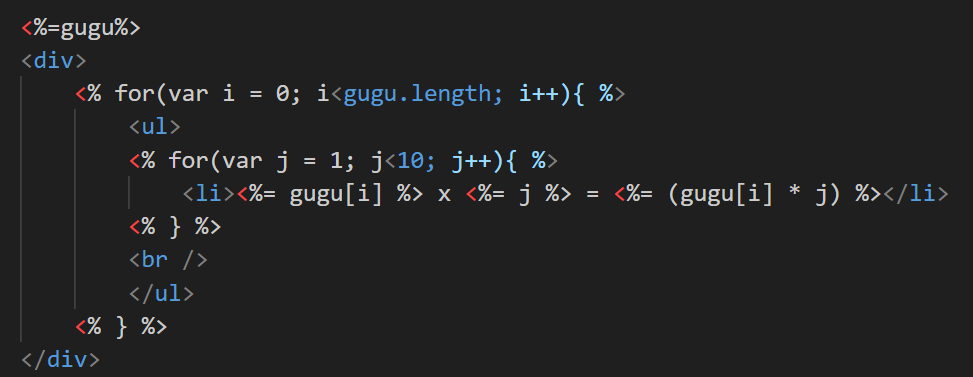 <%=gugu%>
<div>
    <% for(var i = 0; i<gugu.length; i++){ %>
        <ul>
        <% for(var j = 1; j<10; j++){ %>
            <li><%= gugu[i] %> x <%= j %> = <%= (gugu[i] * j) %></li>
        <% } %>
        <br />
        </ul>
    <% } %>
</div>